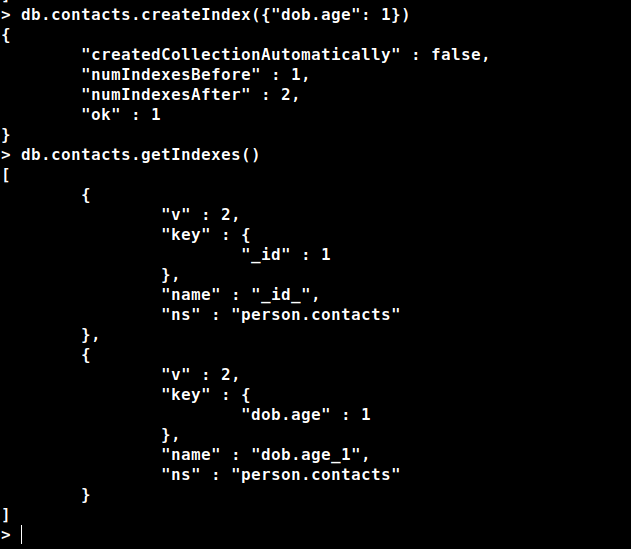 > db.contacts.createIndex({"dob.age": 1})
{
        "createdCollectionAutomatically" : false,
        "numIndexesBefore" : 1,
        "numIndexesAfter" : 2,
        "ok" : 1
}
> db.contacts.getIndexes()
[
        {
                "v" : 2,
                "key" : {
                        "_id" : 1
                },
                "name" : "_id_",
                "ns" : "person.contacts"
        },
        {
                "v" : 2,
                "key" : {
                        "dob.age" : 1
                },
                "name" : "dob.age_1",
                "ns" : "person.contacts"
        }
]
>